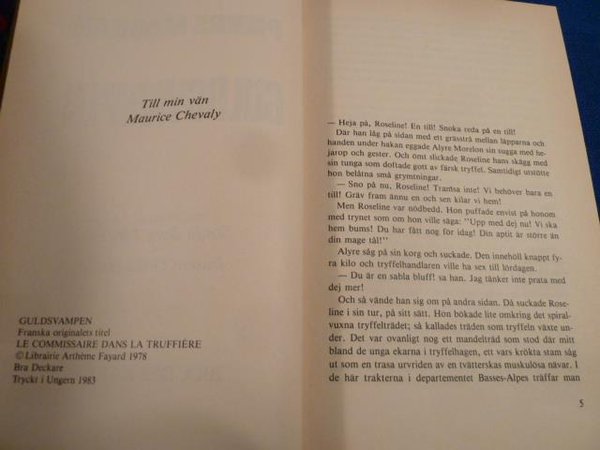 Till min vän
Maurice Chevaly
GULDSVAMPEN
Franska originalets titel
LE COMMISSAIRE DANS LA TRUFFIÈRE
© Librairie Arthème Fayard 1978
Bra Deckare
Tryckt i Ungern 1983
— Heja på, Roseline! En till! Snoka reda på en till!
Där han låg på sidan med ett grässtrå mellan läpparna och
handen under hakan eggade Alyre Morelon sin sugga med he-
jarop och gester. Och ömt slickade Roseline hans skägg med
sin tunga som doftade gott av färsk tryffel. Samtidigt utstötte
hon belåtna små grymtningar.
— Sno på nu, Roseline! Tramsa inte! Vi behöver bara en
till! Gräv fram ännu en och sen kilar vi hem!
Men Roseline var nödbedd. Hon puffade envist på honom
med trynet som om hon ville säga: ”Upp med dej nu! Vi ska
hem bums! Du har fått nog för idag! Din aptit är större än
din mage tål!”
Alyre såg på sin korg och suckade. Den innehöll knappt fy-
ra kilo och tryffelhandlaren ville ha sex till lördagen.
— Du är en sabla bluff! sa han. Jag tänker inte prata med
dej mer!
Och så vände han sig om på andra sidan. Då suckade Rose-
line i sin tur, på sitt sätt. Hon bökade lite omkring det spiral-
vuxna tryffelträdet; så kallades träden som tryffeln växte un-
der. Det var ovanligt nog ett mandelträd som stod där mitt
bland de unga ekarna i tryffelhagen, ett vars krökta stam såg
ut som en trasa urvriden av en tvätterskas muskulösa nävar. I
de här trakterna i departementet Basses-Alpes träffar man
5